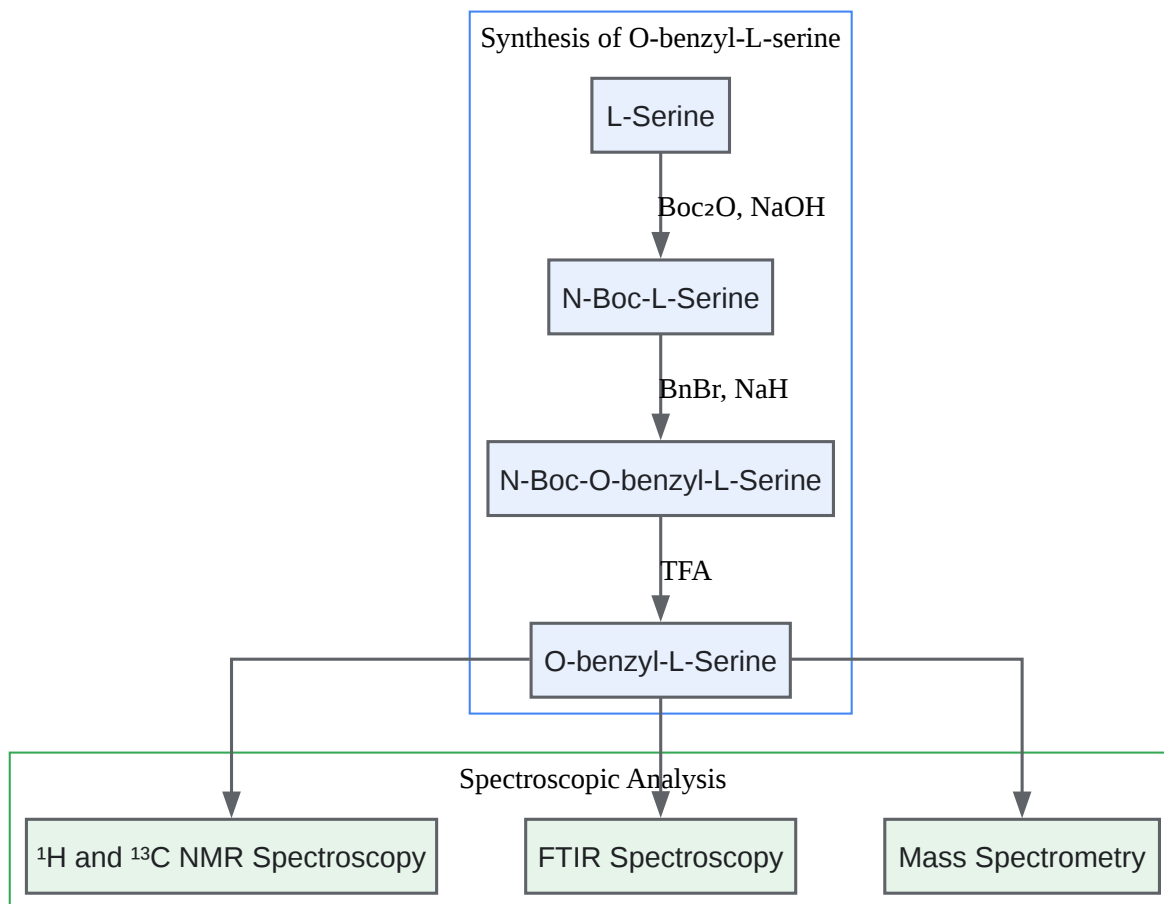 Synthesis of O-benzyl-L-serine
L-Serine
Boc₂O, NaOH
N-Boc-L-Serine
BnBr, NaH
N-Boc-O-benzyl-L-Serine
TFA
O-benzyl-L-Serine
Spectroscopic Analysis
¹H and ¹³C NMR Spectroscopy
FTIR Spectroscopy
Mass Spectrometry